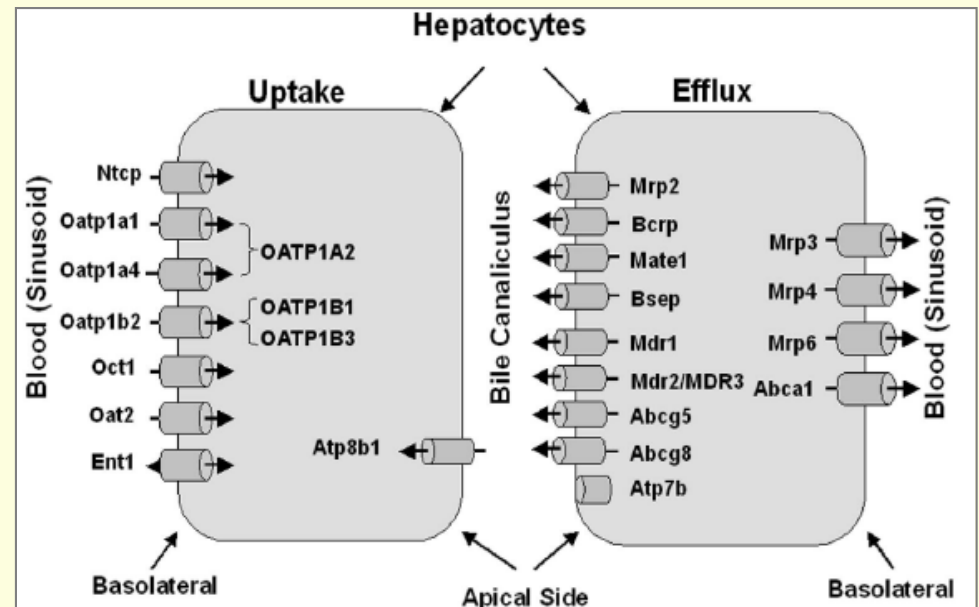 Hepatocytes
Uptake
Efflux
Blood (Sinusoid)
Ntcp
Oatp1a1
Oatp1a4
OATP1A2
Oatp1b2
OATP1B1
OATP1B3
Oct1
Oat2
Ent1
Atp8b1
Bile Canaliculus
Mrp2
Bcrp
Mate1
Bsep
Mdr1
Mdr2/MDR3
Abcg5
Abcg8
Atp7b
Mrp3
Mrp4
Mrp6
Abca1
Blood (Sinusoid)
Basolateral
Apical Side
Basolateral